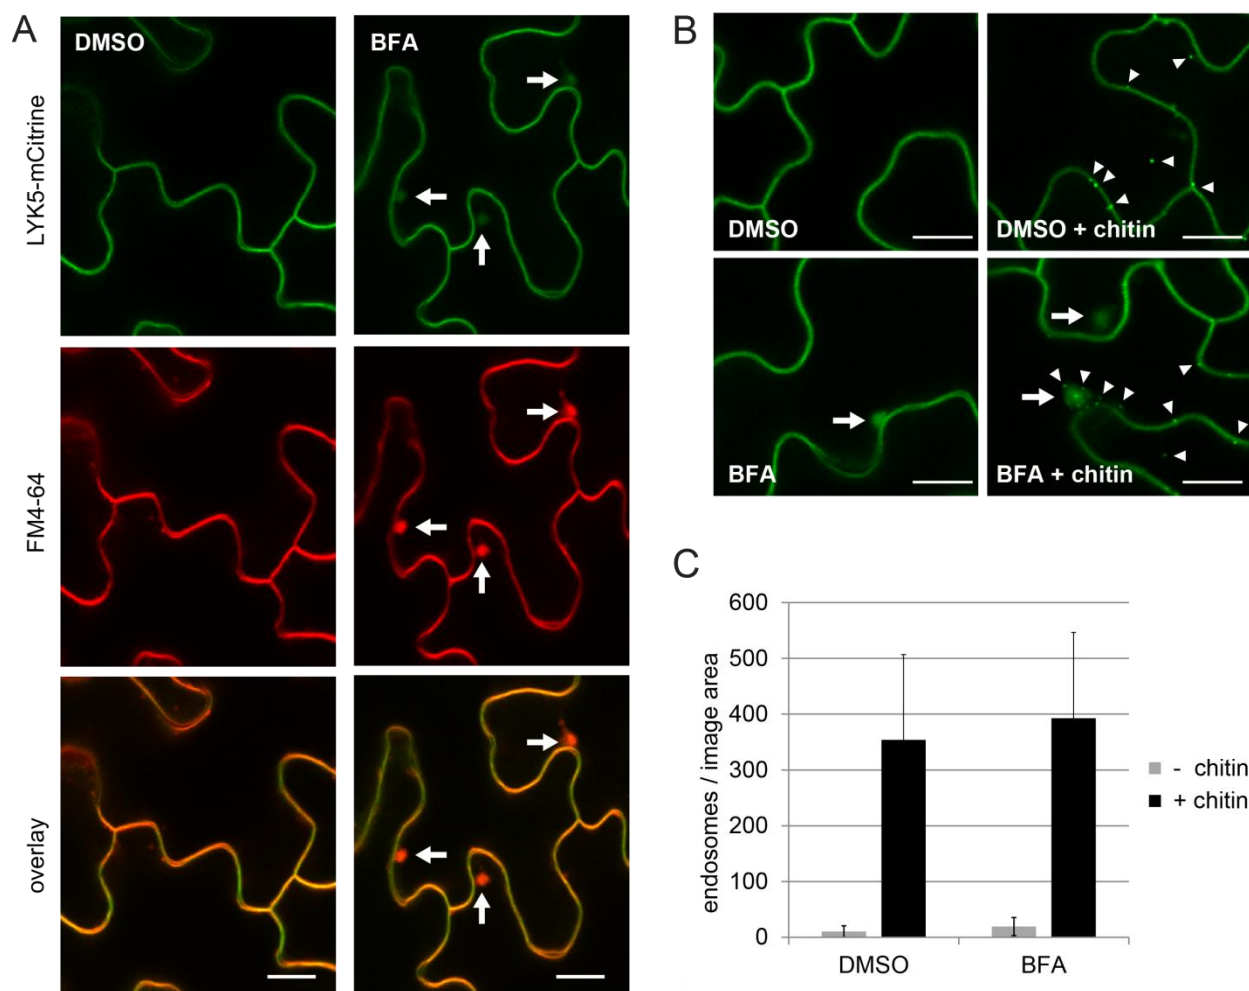 A
DMSO
BFA
LYK5-mCitrine
FM4-64
overlay
B
DMSO
DMSO + chitin
BFA
BFA + chitin
C
endosomes / image area
600
500
400
300
200
100
0
DMSO
BFA
- chitin
+ chitin